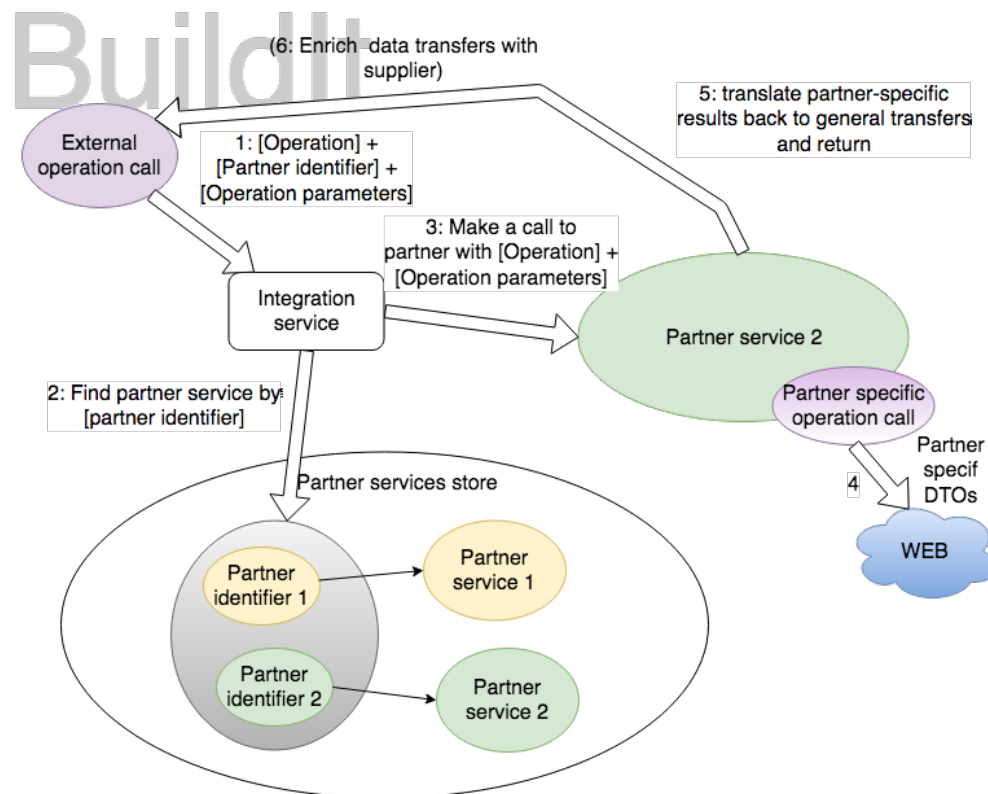 BuildIt
(6: Enrich  data transfers with
supplier)
5: translate partner-specific
results back to general transfers
and return
External
operation call
1: [Operation] +
[Partner identifier] +
[Operation parameters]
3: Make a call to
partner with [Operation] +
[Operation parameters]
Integration
service
Partner service 2
2: Find partner service by
[partner identifier]
Partner specific
operation call
Partner
specif
DTOs
4
WEB
Partner services store
Partner
identifier 1
Partner
service 1
Partner
identifier 2
Partner
service 2